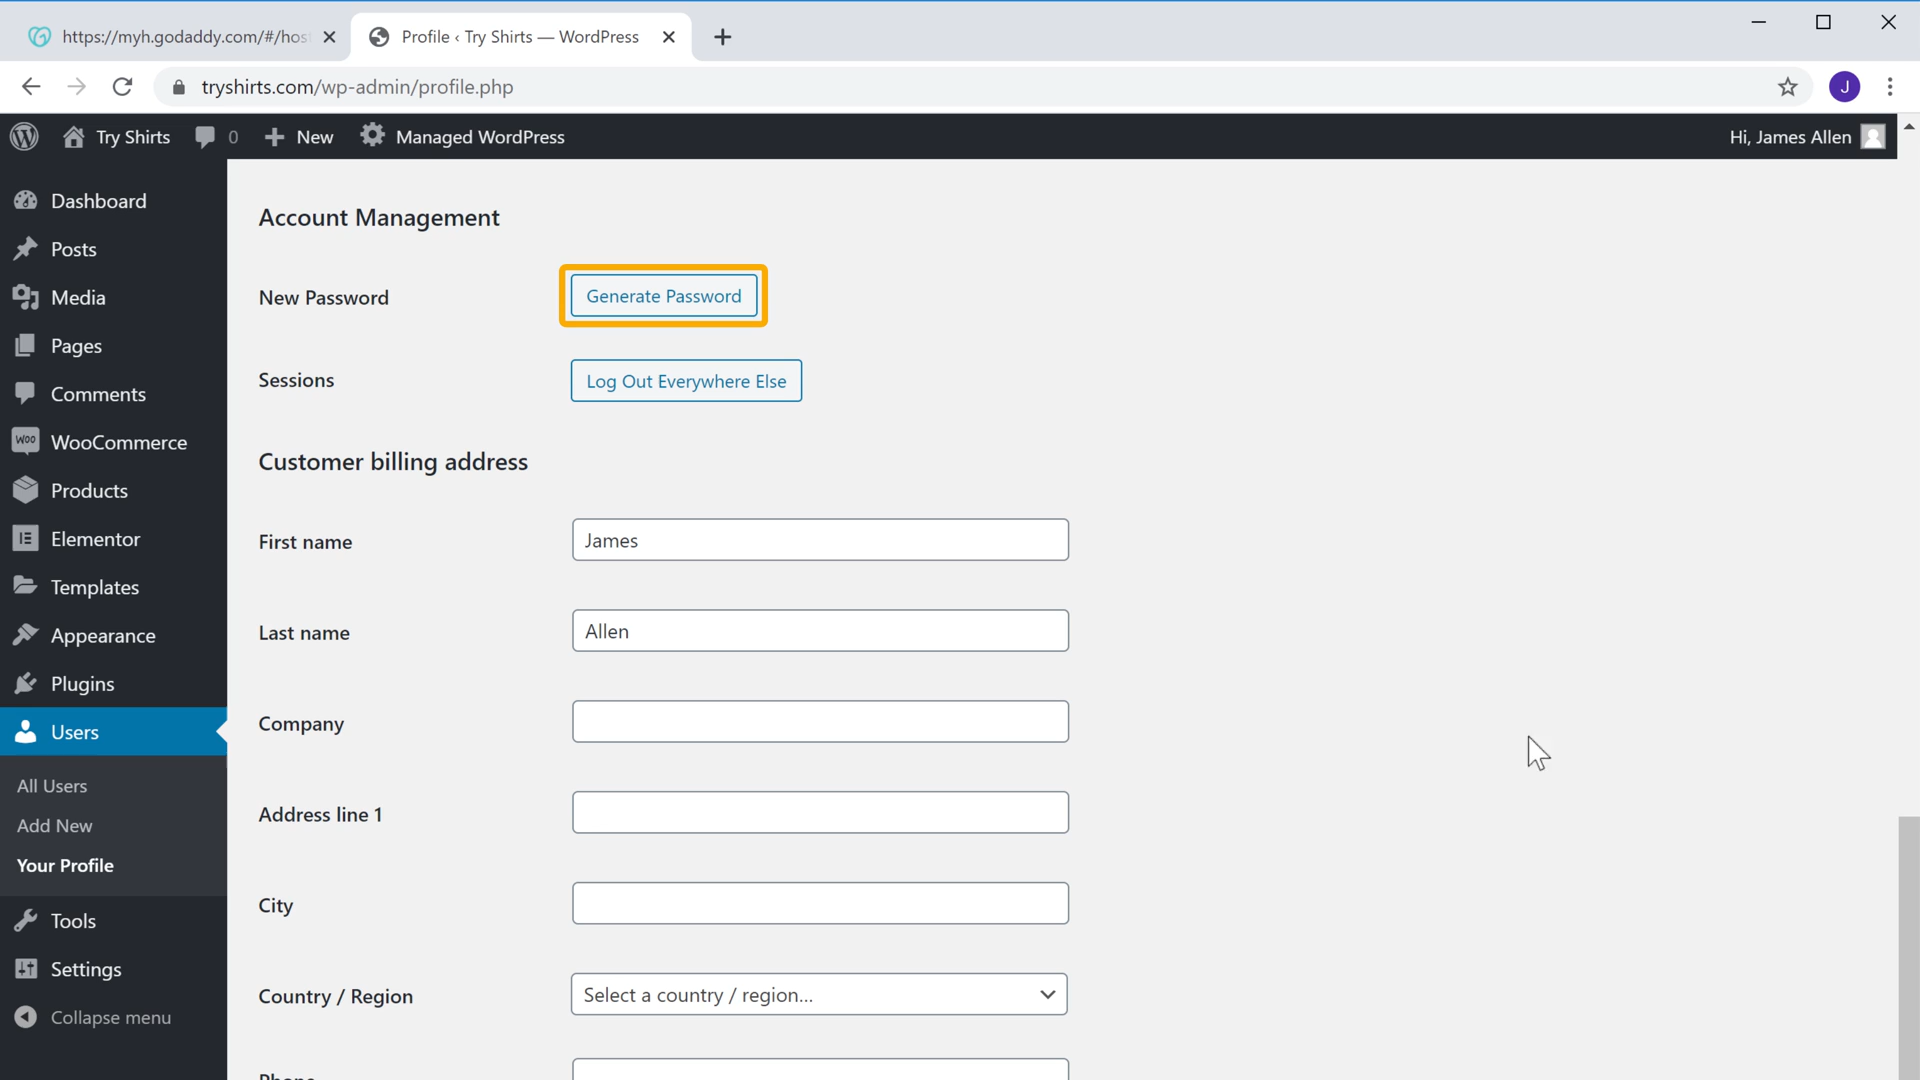 https://myh.godaddy.com/#/hos
Profile ‹ Try Shirts — WordPress
tryshirts.com/wp-admin/profile.php
J
Try Shirts
0
New
Managed WordPress
Hi, James Allen
Dashboard
Posts
Media
Pages
Comments
WOO
WooCommerce
Products
Elementor
Templates
Appearance
Plugins
Users
All Users
Add New
Your Profile
Tools
Settings
Collapse menu
Account Management
New Password
Generate Password
Sessions
Log Out Everywhere Else
Customer billing address
First name
James
Last name
Allen
Company
Address line 1
City
Country / Region
Select a country / region...
Phone